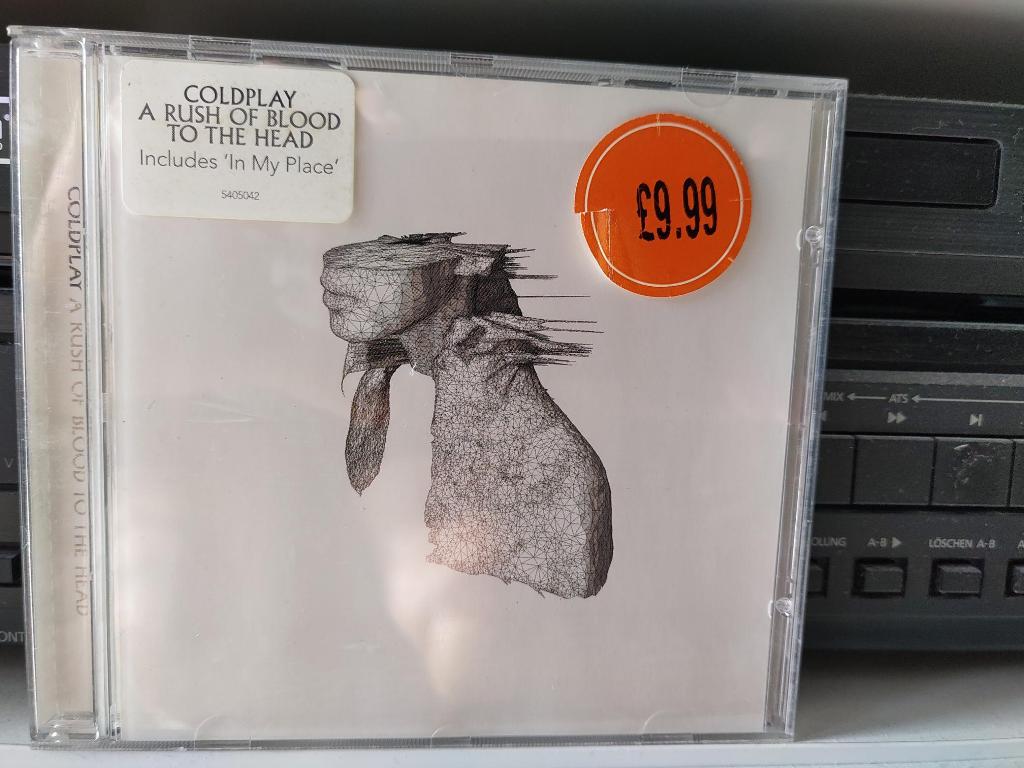 COLDPLAY
A RUSH OF BLOOD
TO THE HEAD
Includes 'In My Place'
5405042
£9.99
COLDPLAY A RUSH OF BLOOD TO THE HEAD
MIX
ATS
A-B
LÖSCHEN A-B